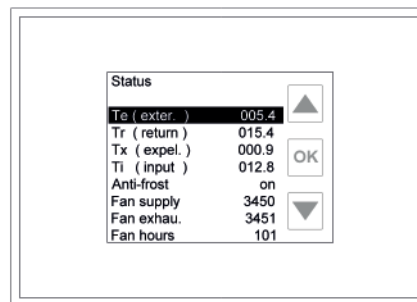 Status
Te ( exter. ) 005.4
Tr ( return ) 015.4
Tx ( expel. ) 000.9
Ti ( input ) 012.8
Anti-frost on
Fan supply 3450
Fan exhau. 3451
Fan hours 101
OK